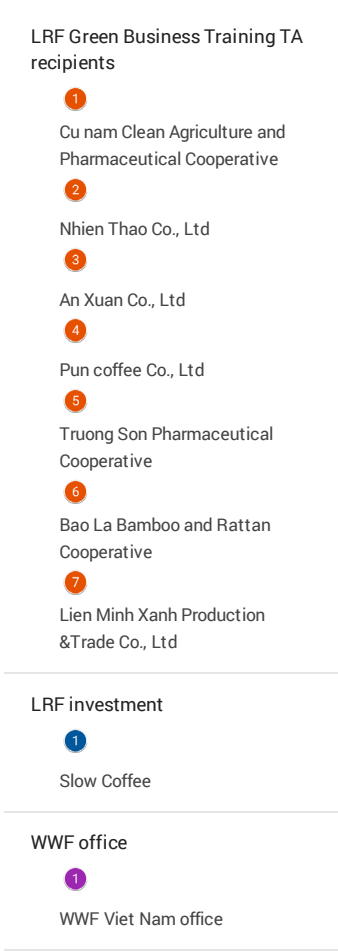 LRF Green Business Training TA
recipients
1
Cu nam Clean Agriculture and
Pharmaceutical Cooperative
2
Nhien Thao Co., Ltd
3
An Xuan Co., Ltd
4
Pun coffee Co., Ltd
5
Truong Son Pharmaceutical
Cooperative
6
Bao La Bamboo and Rattan
Cooperative
7
Lien Minh Xanh Production
&Trade Co., Ltd
LRF investment
1
Slow Coffee
WWF office
1
WWF Viet Nam office